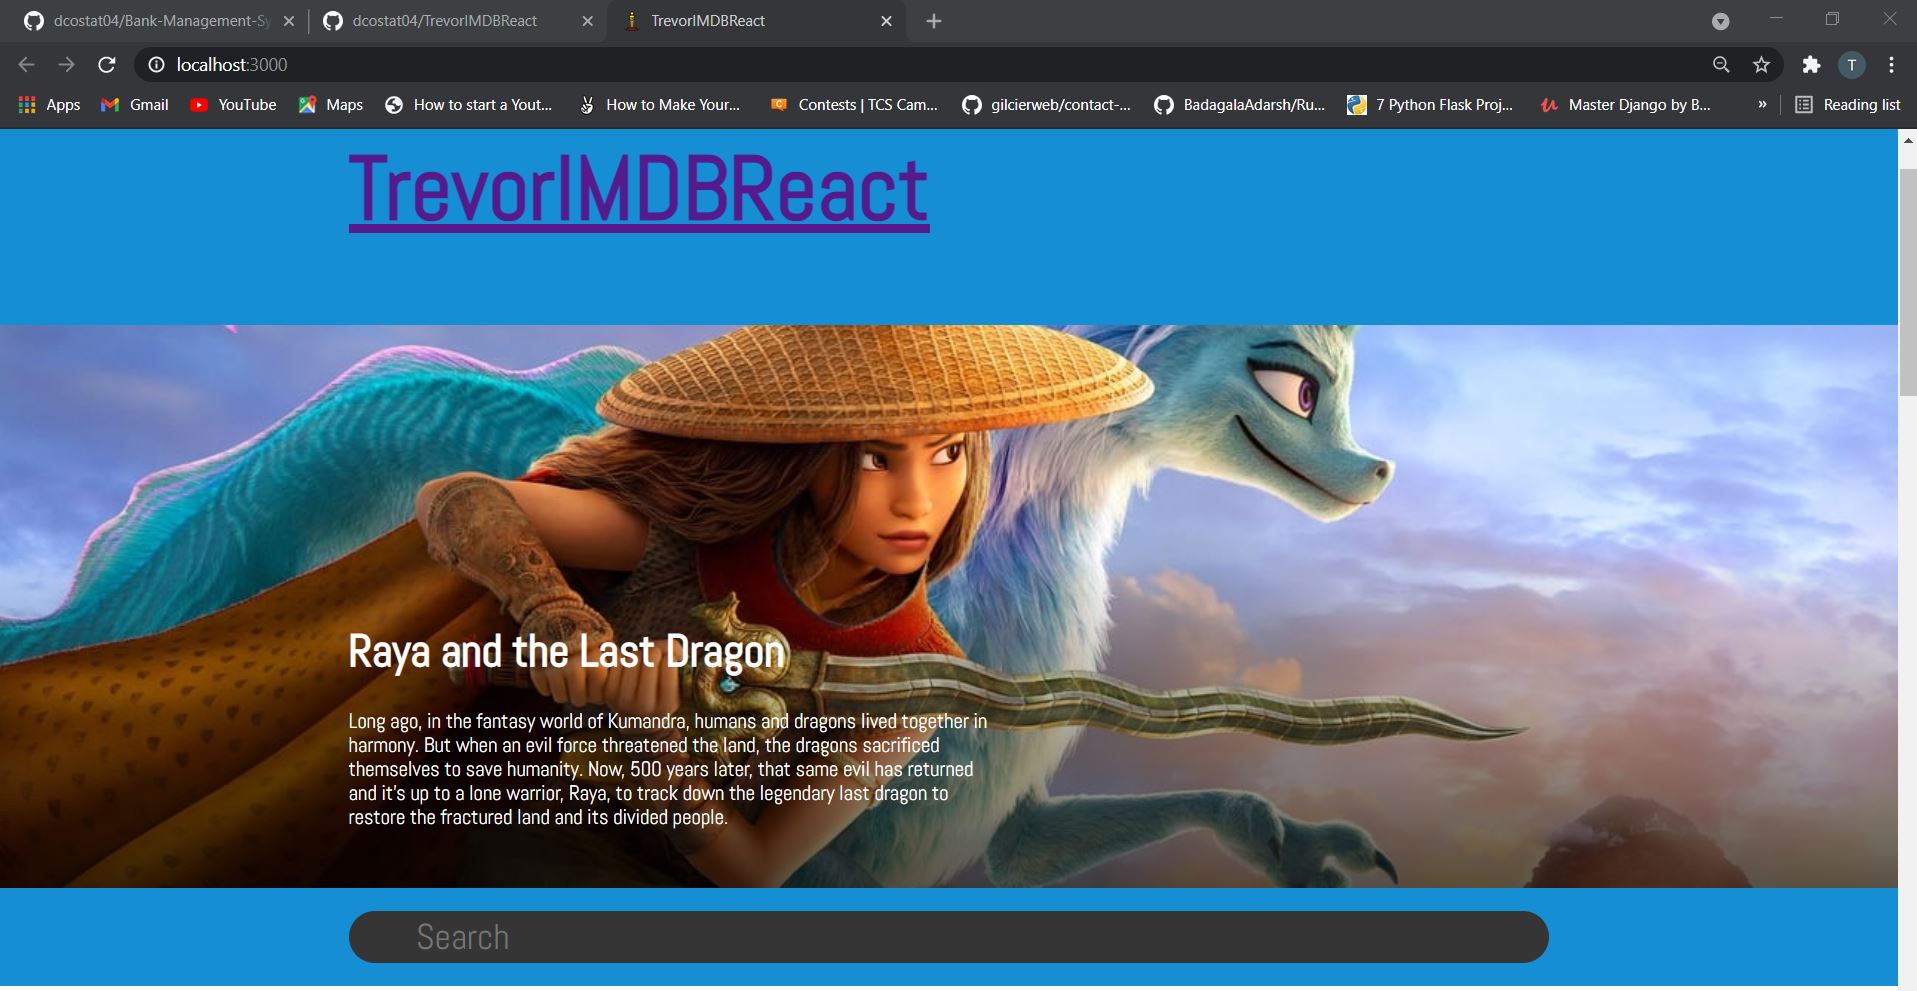 dcostat04/Bank-Management-Sy
dcostat04/TrevorIMDBReact
TrevorIMDBReact
localhost:3000
T
Apps
Gmail
YouTube
Maps
How to start a Yout...
How to Make Your...
Contests | TCS Cam...
gilcierweb/contact-...
BadagalaAdarsh/Ru...
7 Python Flask Proj...
Master Django by B...
»
Reading list
TrevorIMDBReact
Raya and the Last Dragon
Long ago, in the fantasy world of Kumandra, humans and dragons lived together in
harmony. But when an evil force threatened the land, the dragons sacrificed
themselves to save humanity. Now, 500 years later, that same evil has returned
and it's up to a lone warrior, Raya, to track down the legendary last dragon to
restore the fractured land and its divided people.
Search